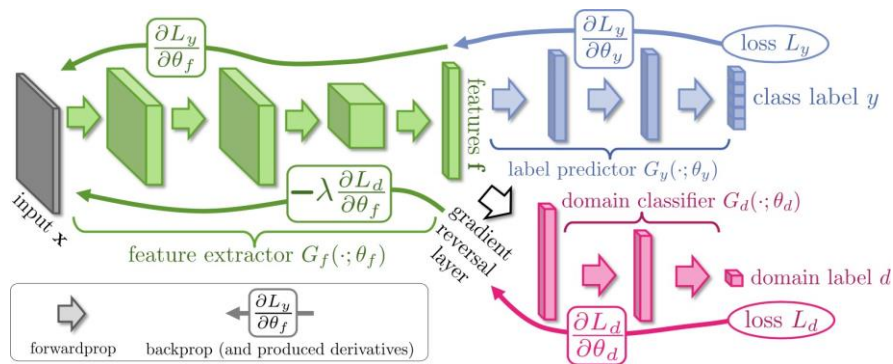 ∂L_y/∂θ_f
∂L_y/∂θ_y
loss L_y
features f
class label y
label predictor G_y(·; θ_y)
input x
−λ ∂L_d/∂θ_f
feature extractor G_f(·; θ_f)
gradient
reversal
layer
domain classifier G_d(·; θ_d)
domain label d
∂L_d/∂θ_d
loss L_d
forwardprop
∂L_y/∂θ_f
backprop (and produced derivatives)